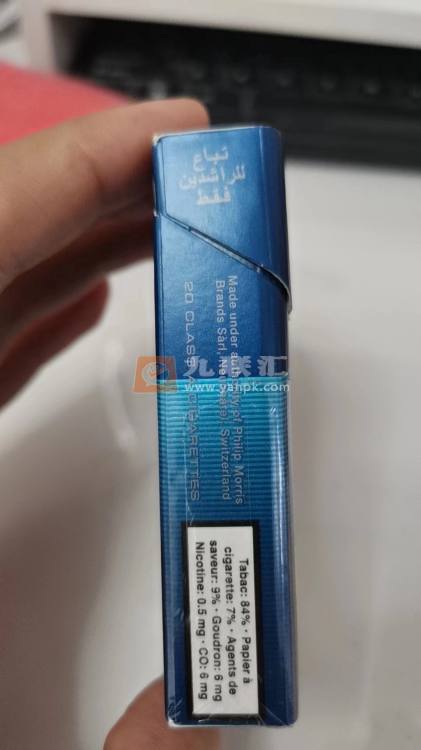 تباع
للراشدين
فقط
Made under authority of Philip Morris
Brands Sàrl, Neuchâtel, Switzerland
20 CLASS A CIGARETTES
九联汇
www.yahpk.com
Tabac: 84% · Papier à
cigarette: 7% · Agents de
saveur: 9% · Goudron: 6 mg
Nicotine: 0.5 mg · CO: 6 mg